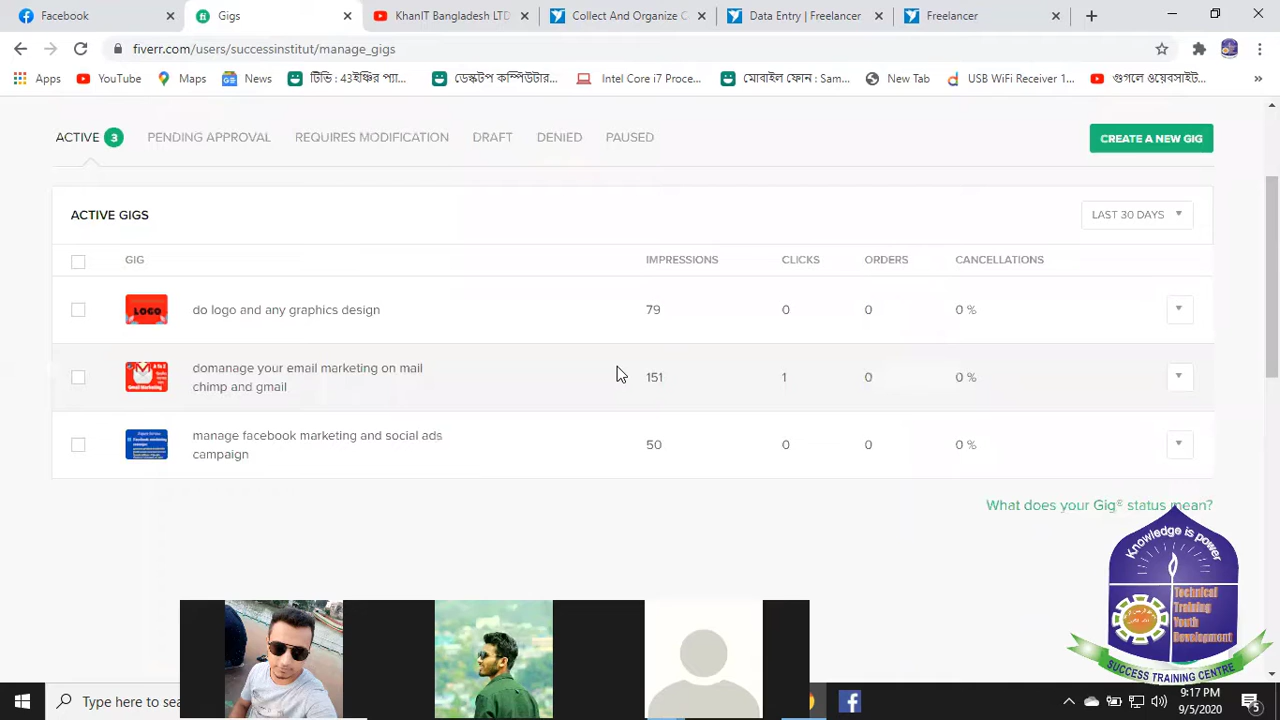 Facebook
Gigs
KhanIT Bangladesh LTD
Collect And Organize C
Data Entry | Freelancer
Freelancer
fiverr.com/users/successinstitut/manage_gigs
Apps
YouTube
Maps
News
টিভি : 43ইঞ্চির প্যা...
ডেস্কটপ কম্পিউটার...
Intel Core i7 Proce...
মোবাইল ফোন : Sam...
New Tab
USB WiFi Receiver 1...
গুগলে ওয়েবসাইট...
ACTIVE 3
PENDING APPROVAL
REQUIRES MODIFICATION
DRAFT
DENIED
PAUSED
CREATE A NEW GIG
ACTIVE GIGS
LAST 30 DAYS
GIG
IMPRESSIONS
CLICKS
ORDERS
CANCELLATIONS
LOGO
do logo and any graphics design
79
0
0
0 %
domanage your email marketing on mail
chimp and gmail
151
1
0
0 %
manage facebook marketing and social ads
campaign
50
0
0
0 %
What does your Gig® status mean?
Knowledge is power
Technical
Training
Youth
Development
SUCCESS TRAINING CENTRE
Type here to sea
9:17 PM
9/5/2020
5